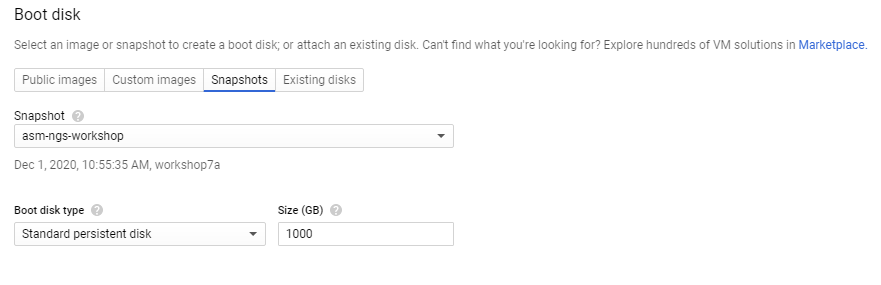 Boot disk
Select an image or snapshot to create a boot disk; or attach an existing disk. Can't find what you're looking for? Explore hundreds of VM solutions in Marketplace.
Public images Custom images Snapshots Existing disks
Snapshot ?
asm-ngs-workshop
Dec 1, 2020, 10:55:35 AM, workshop7a
Boot disk type ? Size (GB) ?
Standard persistent disk 1000